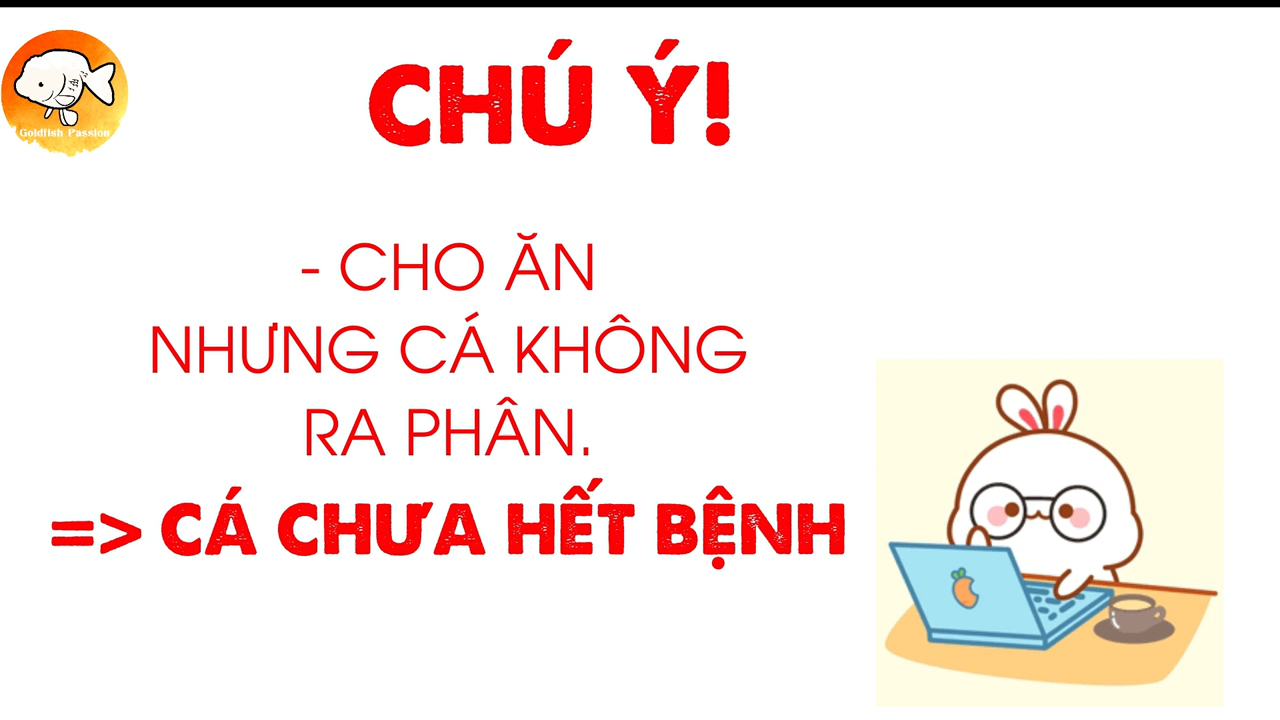 Goldfish Passion
CHÚ Ý!
- CHO ĂN
NHƯNG CÁ KHÔNG
RA PHÂN.
=> CÁ CHƯA HẾT BỆNH